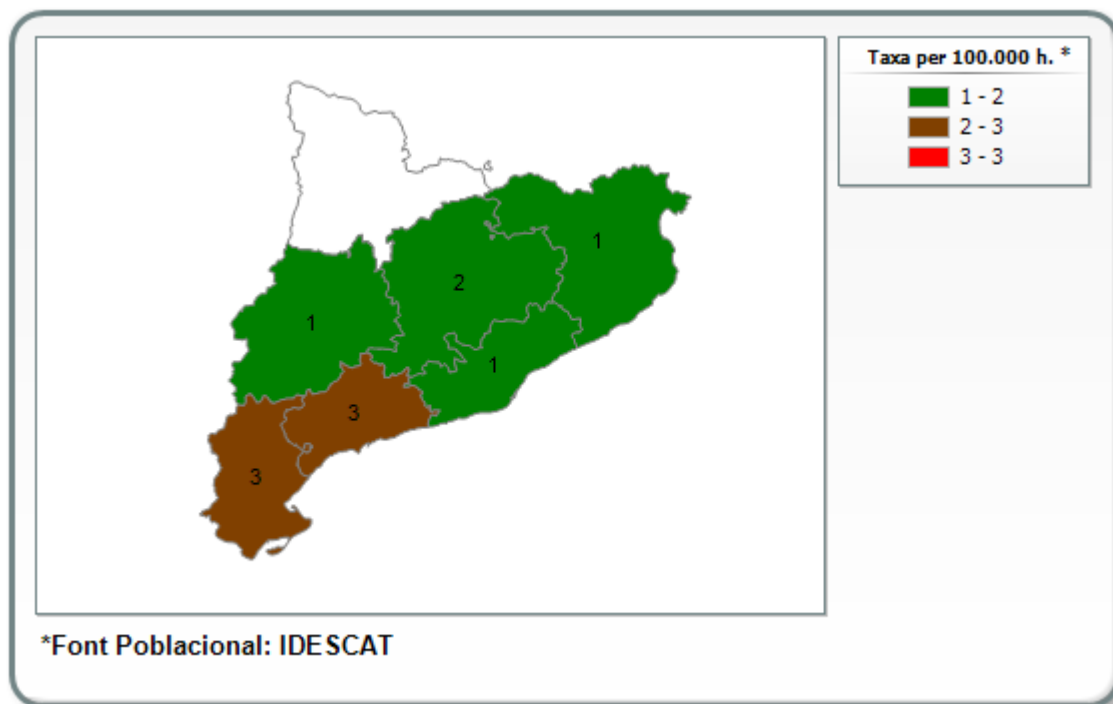 Taxa per 100.000 h. *
1 - 2
2 - 3
3 - 3
1
2
1
1
3
3
*Font Poblacional: IDESCAT